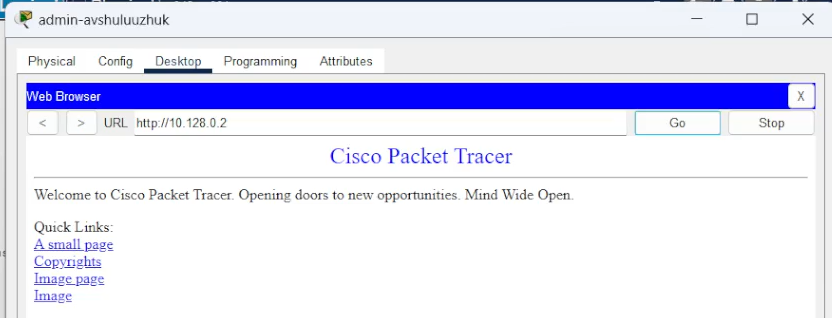 admin-avshuluuzhuk
Physical Config Desktop Programming Attributes
Web Browser X
< > URL http://10.128.0.2 Go Stop
Cisco Packet Tracer
Welcome to Cisco Packet Tracer. Opening doors to new opportunities. Mind Wide Open.
Quick Links:
A small page
Copyrights
Image page
Image